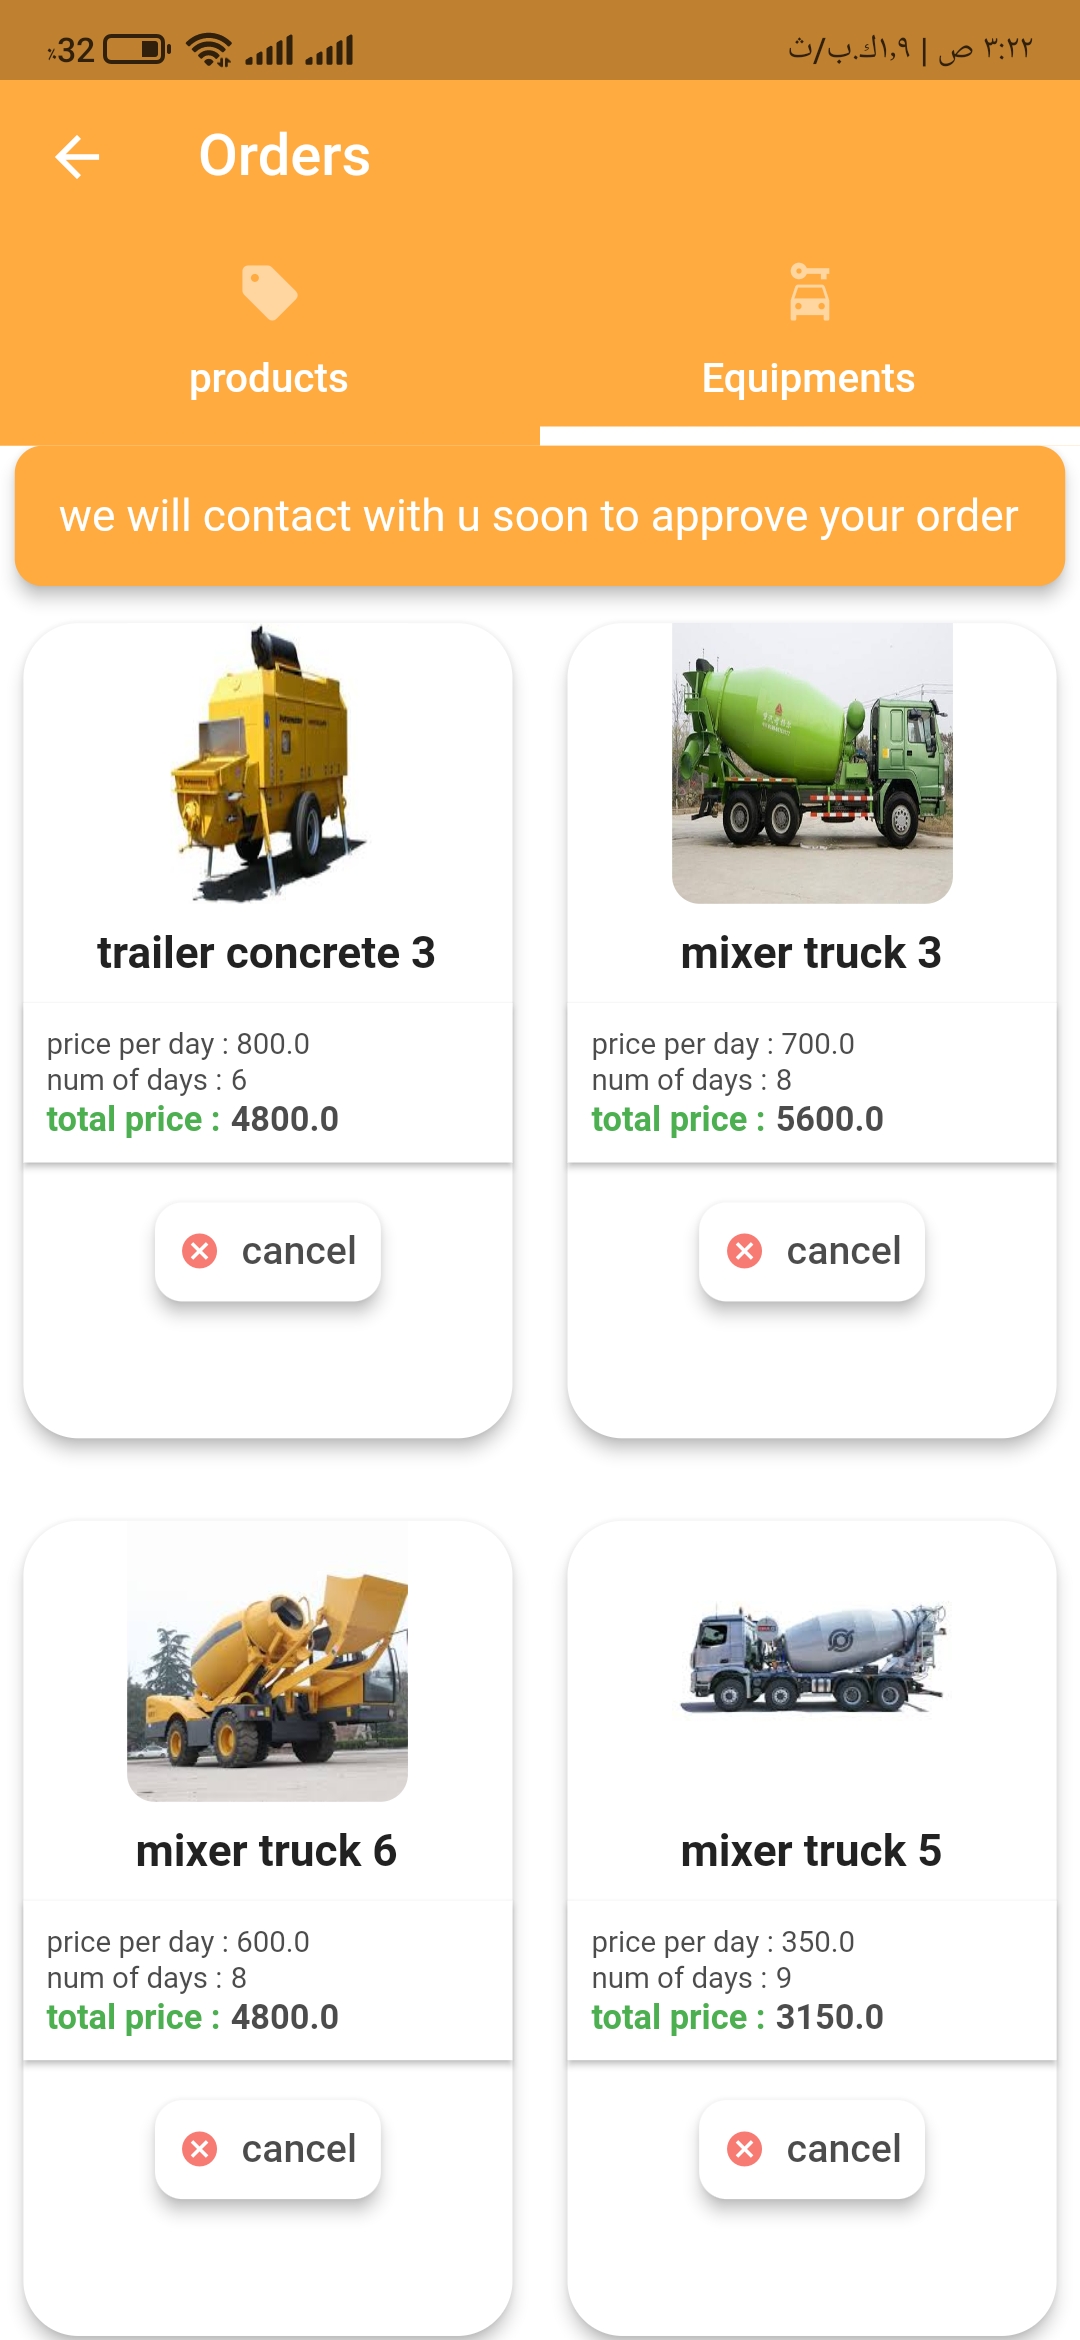 ٪32
٣:٢٢ ص | ١,٩ك.ب/ث
Orders
products
Equipments
we will contact with u soon to approve your order
trailer concrete 3
price per day : 800.0
num of days : 6
total price : 4800.0
cancel
mixer truck 3
price per day : 700.0
num of days : 8
total price : 5600.0
cancel
mixer truck 6
price per day : 600.0
num of days : 8
total price : 4800.0
cancel
mixer truck 5
price per day : 350.0
num of days : 9
total price : 3150.0
cancel